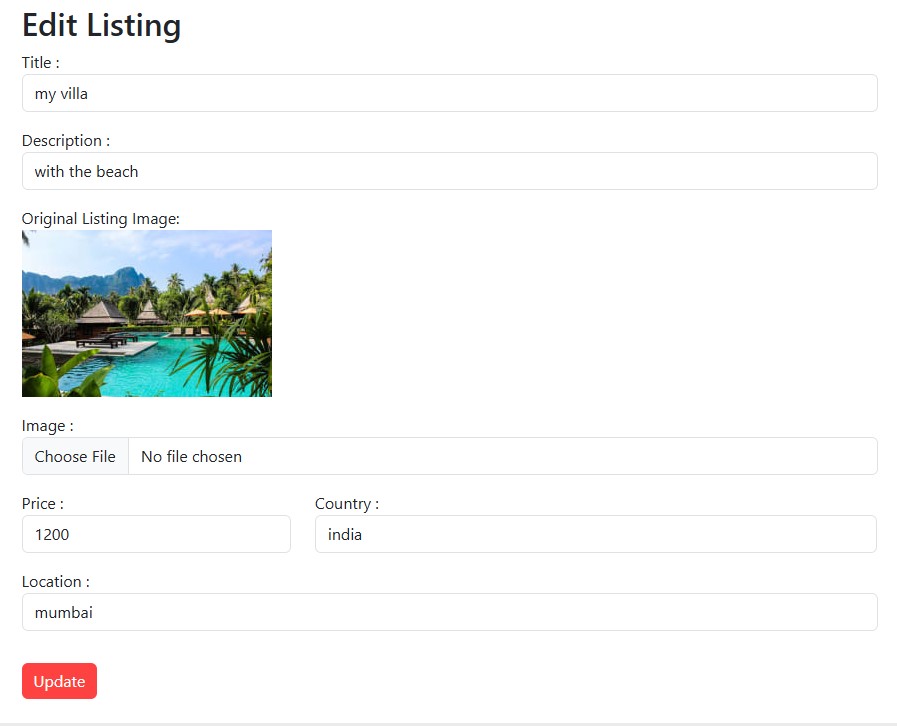 Edit Listing
Title :
my villa
Description :
with the beach
Original Listing Image:
Image :
Choose File No file chosen
Price : Country :
1200 india
Location :
mumbai
Update